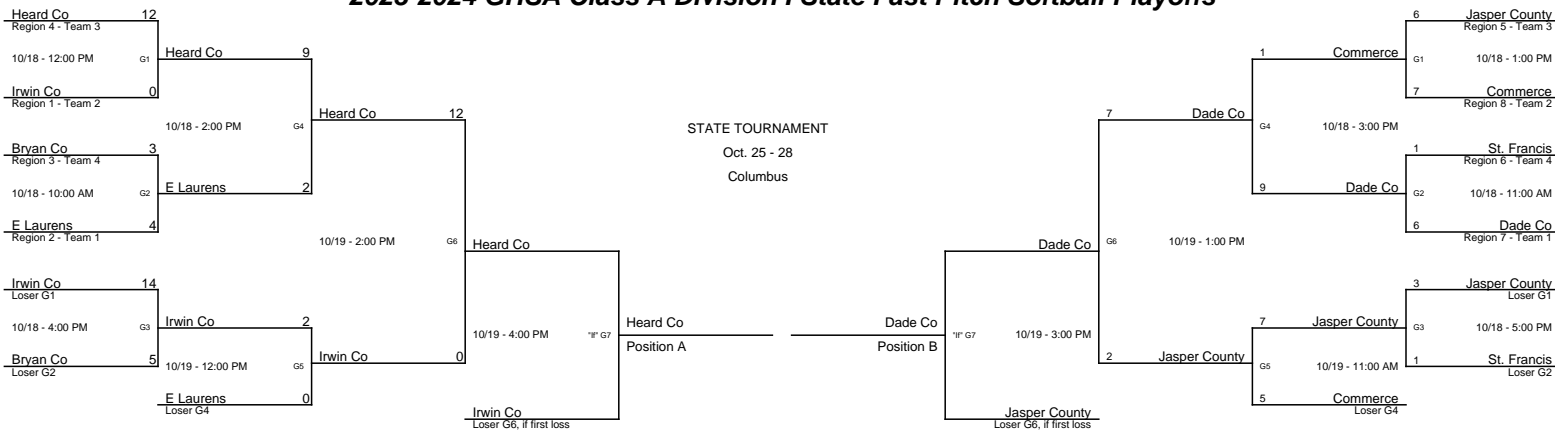 2023-2024 GHSA Class A Division I State Fast Pitch Softball Playoffs
Heard Co 12
Region 4 - Team 3
10/18 - 12:00 PM G1
Irwin Co 0
Region 1 - Team 2
Bryan Co 3
Region 3 - Team 4
10/18 - 10:00 AM G2
E Laurens 4
Region 2 - Team 1
Irwin Co 14
Loser G1
10/18 - 4:00 PM G3
Bryan Co 5
Loser G2
Heard Co 9
10/18 - 2:00 PM G4
E Laurens 2
Irwin Co 2
10/19 - 12:00 PM G5
E Laurens 0
Loser G4
Heard Co 12
10/19 - 2:00 PM G6
Irwin Co 0
Heard Co
10/19 - 4:00 PM "If" G7
Irwin Co
Loser G6, if first loss
Heard Co
Position A
STATE TOURNAMENT
Oct. 25 - 28
Columbus
Dade Co
Position B
Dade Co
"If" G7 10/19 - 3:00 PM
Jasper County
Loser G6, if first loss
7 Dade Co
G6 10/19 - 1:00 PM
2 Jasper County
1 Commerce
G4 10/18 - 3:00 PM
9 Dade Co
7 Jasper County
G5 10/19 - 11:00 AM
5 Commerce
Loser G4
6 Jasper County
Region 5 - Team 3
G1 10/18 - 1:00 PM
7 Commerce
Region 8 - Team 2
1 St. Francis
Region 6 - Team 4
G2 10/18 - 11:00 AM
6 Dade Co
Region 7 - Team 1
3 Jasper County
Loser G1
G3 10/18 - 5:00 PM
1 St. Francis
Loser G2